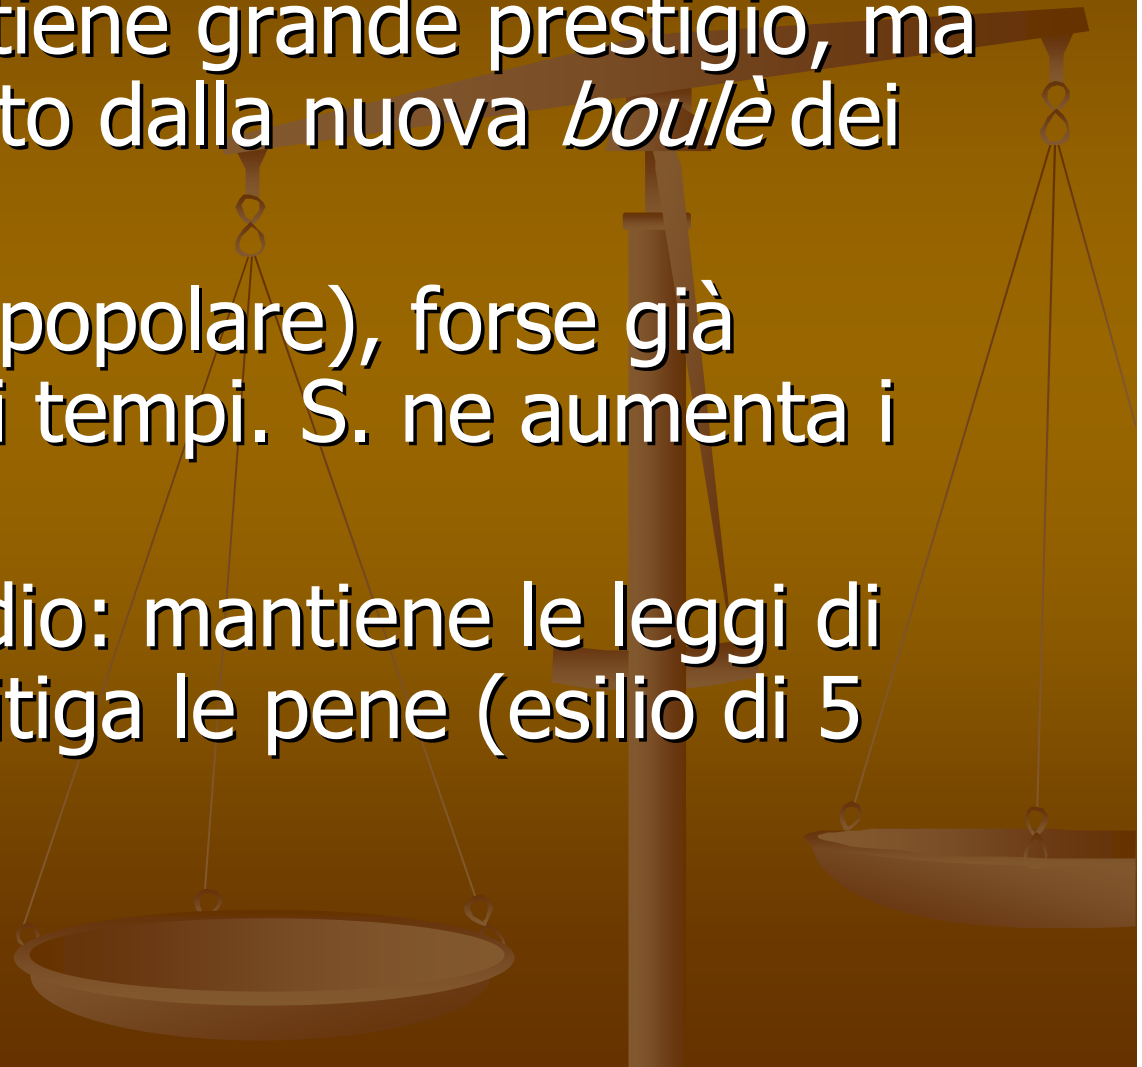 tiene grande prestigio, ma
to dalla nuova boulè dei
popolare), forse già
i tempi. S. ne aumenta i
dio: mantiene le leggi di
itiga le pene (esilio di 5